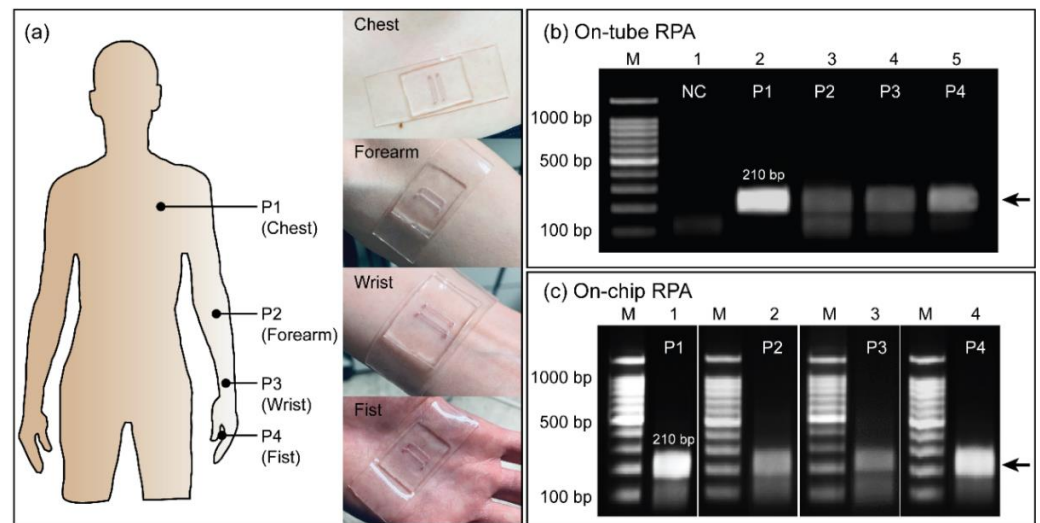 (a)
P1
(Chest)
P2
(Forearm)
P3
(Wrist)
P4
(Fist)
Chest
Forearm
Wrist
Fist
(b) On-tube RPA
M 1 2 3 4 5
NC P1 P2 P3 P4
1000 bp
500 bp
210 bp
100 bp
(c) On-chip RPA
M 1 M 2 M 3 M 4
P1 P2 P3 P4
1000 bp
500 bp
210 bp
100 bp